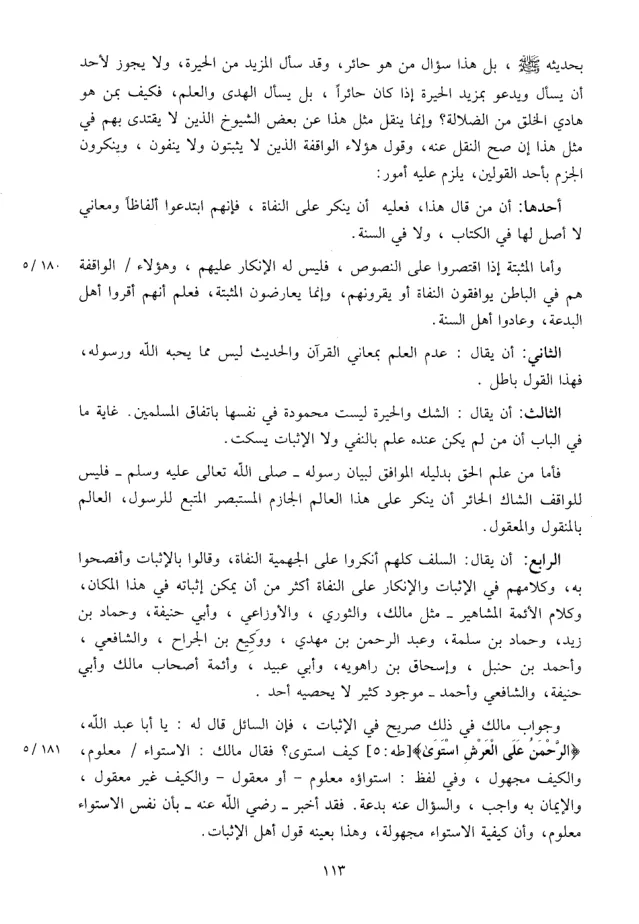 بحديثه ﷺ ، بل هذا سؤال من هو حائر، وقد سأل المزيد من الحيرة، ولا يجوز لأحد
أن يسأل ويدعو بمزيد الحيرة إذا كان حائراً ، بل يسأل الهدى والعلم، فكيف بمن هو
هادي الخلق من الضلالة؟ وإنما ينقل مثل هذا عن بعض الشيوخ الذين لا يقتدى بهم في
مثل هذا إن صح النقل عنه، وقول هؤلاء الواقفة الذين لا يثبتون ولا ينفون ، وينكرون
الجزم بأحد القولين، يلزم عليه أمور:
أحدها: أن من قال هذا، فعليه أن ينكر على النفاة ، فإنهم ابتدعوا ألفاظاً ومعاني
لا أصل لها في الكتاب ، ولا في السنة.
وأما المثبتة إذا اقتصروا على النصوص ، فليس له الإنكار عليهم ، وهؤلاء / الواقفة ١٨٠/ ٥
هم في الباطن يوافقون النفاة أو يقرونهم، وإنما يعارضون المثبتة، فعلم أنهم أقروا أهل
البدعة، وعادوا أهل السنة.
الثاني: أن يقال : عدم العلم بمعاني القرآن والحديث ليس مما يحبه الله ورسوله،
فهذا القول باطل .
الثالث: أن يقال : الشك والحيرة ليست محمودة في نفسها باتفاق المسلمين. غاية ما
في الباب أن من لم يكن عنده علم بالنفي ولا الإثبات يسكت.
فأما من علم الحق بدليله الموافق لبيان رسوله ــ صلى الله تعالى عليه وسلم ــ فليس
للواقف الشاك الحائر أن ينكر على هذا العالم الجازم المستبصر المتبع للرسول، العالم
بالمنقول والمعقول.
الرابع: أن يقال: السلف كلهم أنكروا على الجهمية النفاة، وقالوا بالإثبات وأفصحوا
به، وكلامهم في الإثبات والإنكار على النفاة أكثر من أن يمكن إثباته في هذا المكان،
وكلام الأئمة المشاهير ــ مثل مالك، والثوري ، والأوزاعي ، وأبي حنيفة، وحماد بن
زيد، وحماد بن سلمة، وعبد الرحمن بن مهدي ، ووكيع بن الجراح ، والشافعي ،
وأحمد بن حنبل ، وإسحاق بن راهويه، وأبي عبيد ، وأئمة أصحاب مالك وأبي
حنيفة، والشافعي وأحمد ــ موجود كثير لا يحصيه أحد .
وجواب مالك في ذلك صريح في الإثبات ، فإن السائل قال له : يا أبا عبد الله،
﴿الرَّحْمَنُ عَلَى الْعَرْشِ اسْتَوَىٰ﴾[طه:٥] كيف استوى؟ فقال مالك : الاستواء / معلوم، ١٨١/ ٥
والكيف مجهول ، وفي لفظ : استواؤه معلوم ــ أو معقول ــ والكيف غير معقول ،
والإيمان به واجب ، والسؤال عنه بدعة. فقد أخبر ــ رضي الله عنه ــ بأن نفس الاستواء
معلوم، وأن كيفية الاستواء مجهولة، وهذا بعينه قول أهل الإثبات.
١١٣